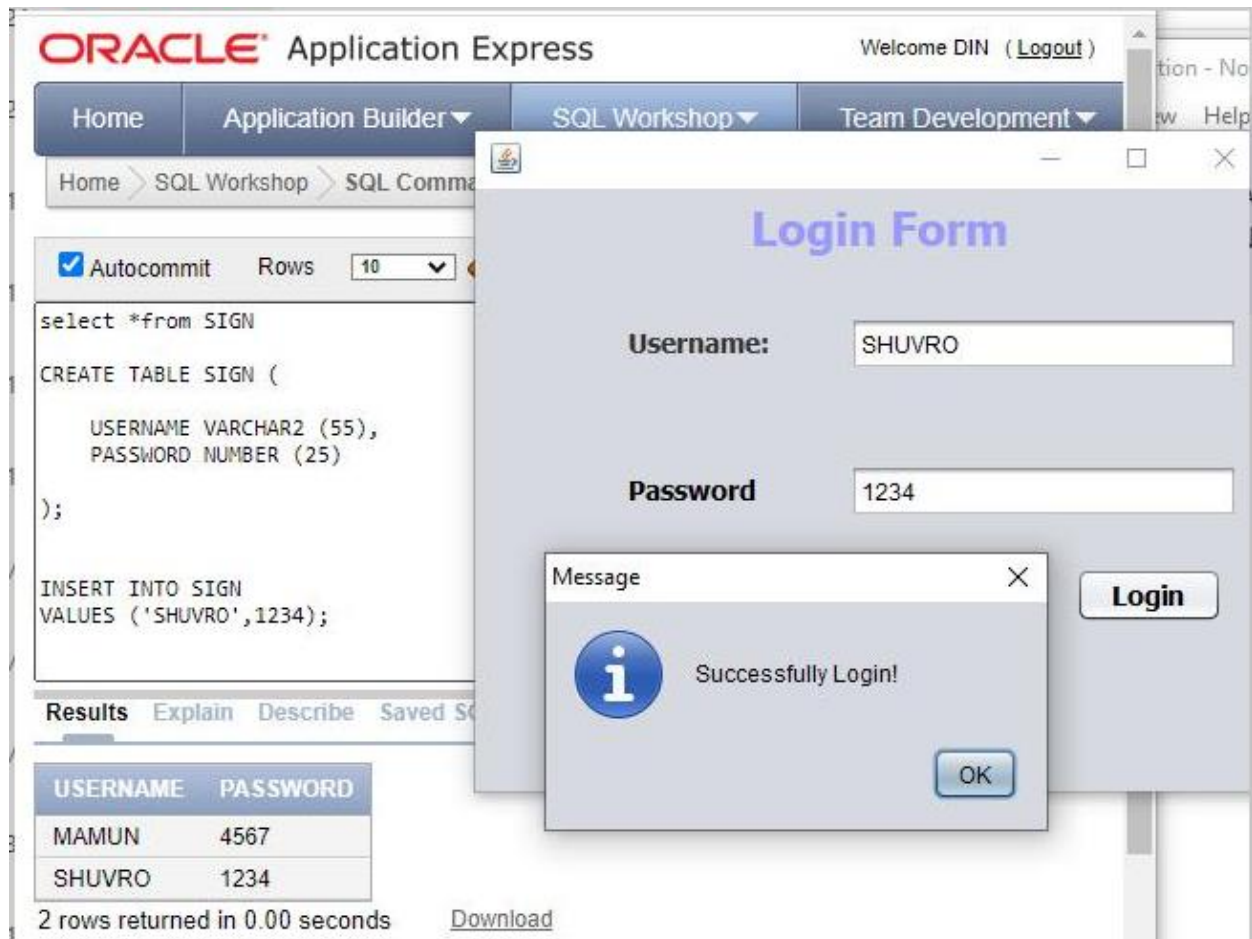 ORACLE Application Express
Welcome DIN ( Logout )
Home Application Builder SQL Workshop Team Development
Home SQL Workshop SQL Comma
Autocommit Rows 10
select *from SIGN
CREATE TABLE SIGN (
USERNAME VARCHAR2 (55),
PASSWORD NUMBER (25)
);
INSERT INTO SIGN
VALUES ('SHUVRO',1234);
Results Explain Describe Saved
USERNAME PASSWORD
MAMUN 4567
SHUVRO 1234
2 rows returned in 0.00 seconds Download
tion - No
ew Help
Login Form
Username: SHUVRO
Password 1234
Login
Message
Successfully Login!
OK